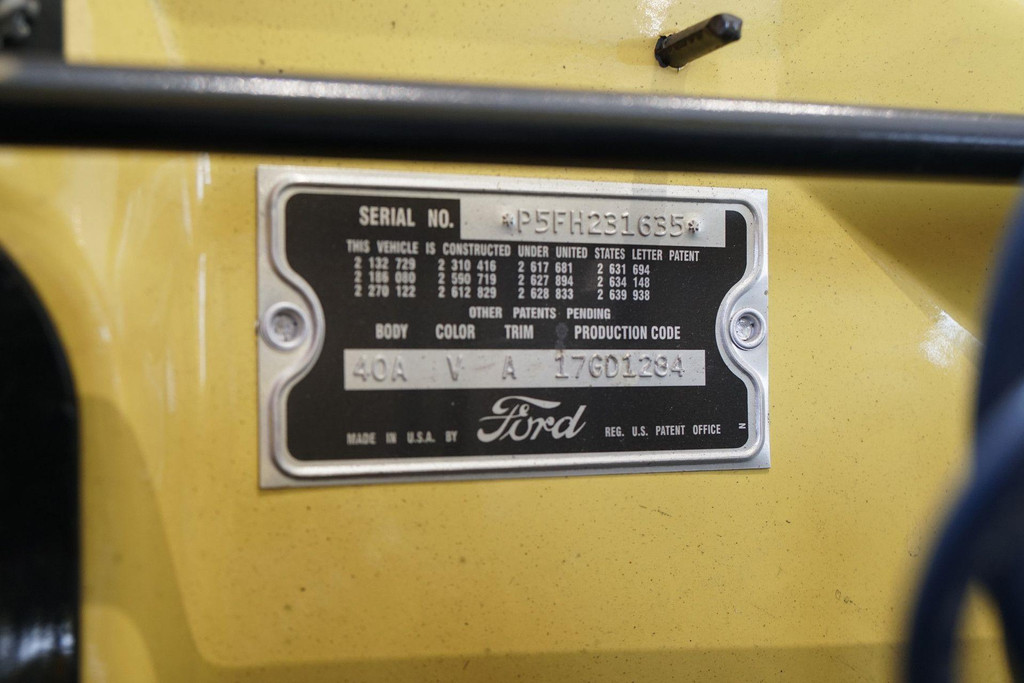 SERIAL NO. *P5FH231635*
THIS VEHICLE IS CONSTRUCTED UNDER UNITED STATES LETTER PATENT
2 132 729 2 310 416 2 617 681 2 631 694
2 186 080 2 590 719 2 627 894 2 634 148
2 270 122 2 612 829 2 628 833 2 639 938
OTHER PATENTS PENDING
BODY COLOR TRIM PRODUCTION CODE
40A V A 17GD1284
MADE IN U.S.A. BY Ford REG. U.S. PATENT OFFICE N